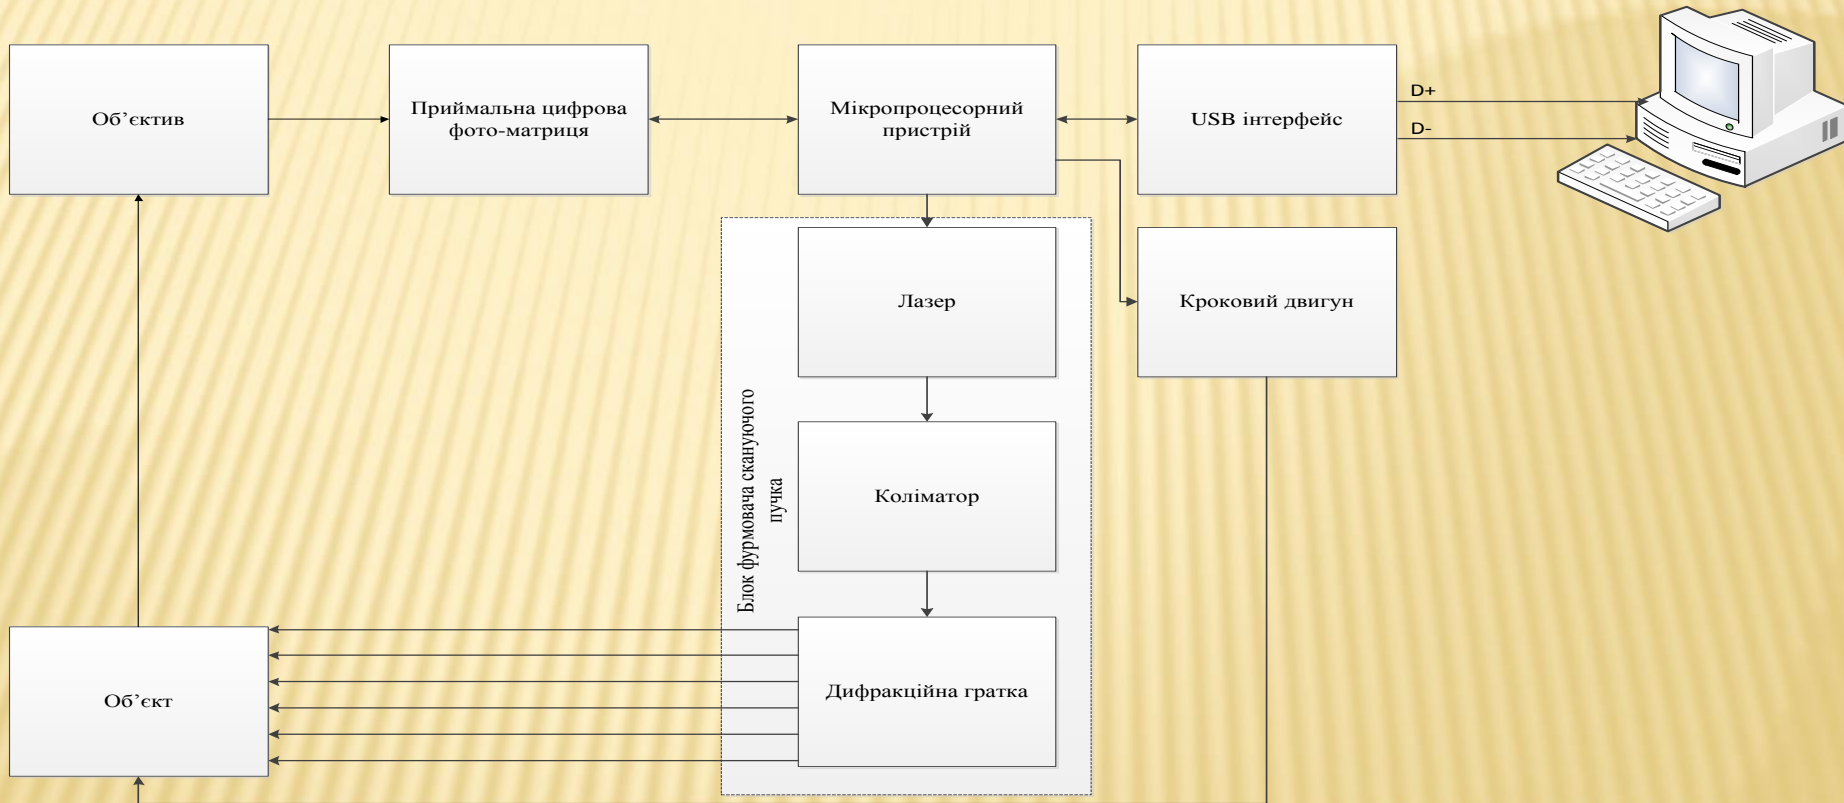 Об’єктив
Приймальна цифрова
фото-матриця
Мікропроцесорний
пристрій
USB інтерфейс
D+
D-
Лазер
Кроковий двигун
Блок фурмовача скануючого
пучка
Коліматор
Об’єкт
Дифракційна гратка